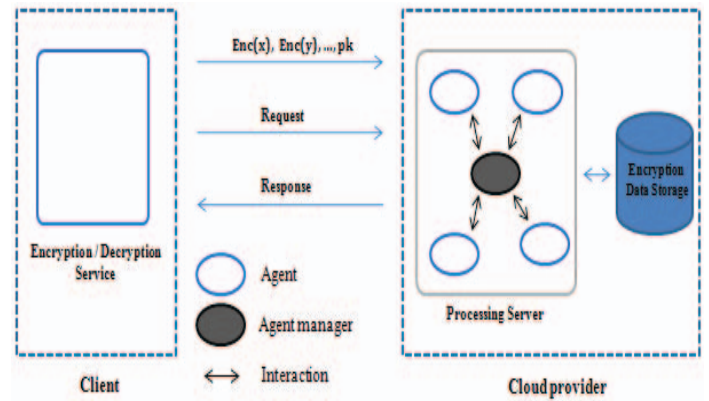 Enc(x), Enc(y), ..., pk
Request
Response
Encryption / Decryption
Service
Agent
Agent manager
Interaction
Client
Encryption
Data Storage
Processing Server
Cloud provider